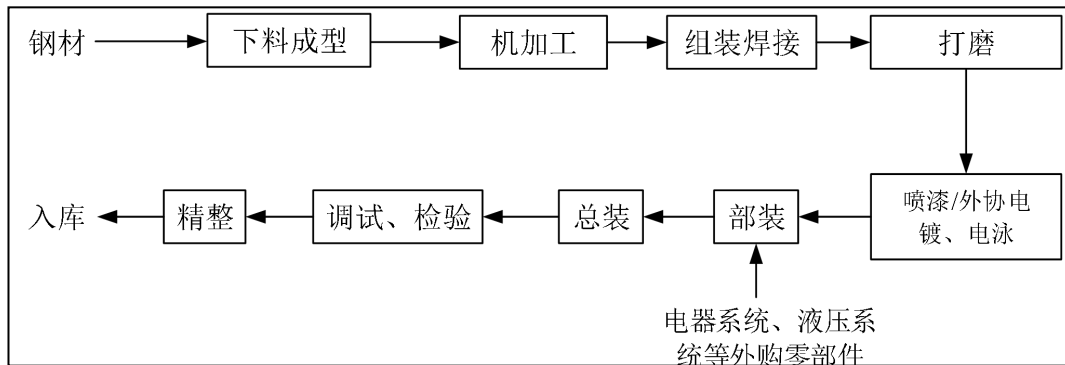 钢材
下料成型
机加工
组装焊接
打磨
喷漆/外协电
镀、电泳
部装
总装
调试、检验
精整
入库
电器系统、液压系
统等外购零部件